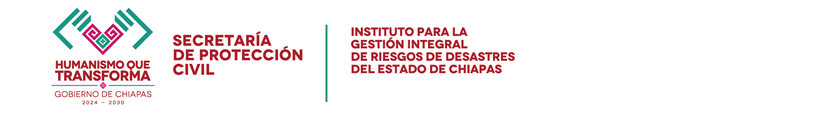 HUMANISMO QUE
TRANSFORMA
GOBIERNO DE CHIAPAS
2024 – 2030
SECRETARÍA
DE PROTECCIÓN
CIVIL
INSTITUTO PARA LA
GESTIÓN INTEGRAL
DE RIESGOS DE DESASTRES
DEL ESTADO DE CHIAPAS